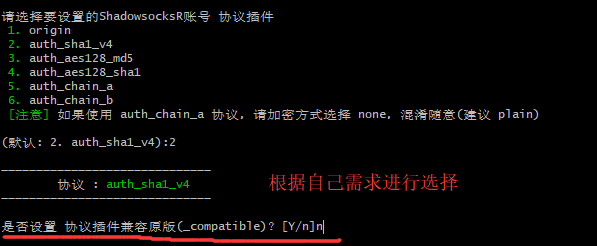 请选择要设置的ShadowsocksR账号 协议插件
1. origin
2. auth_sha1_v4
3. auth_aes128_md5
4. auth_aes128_sha1
5. auth_chain_a
6. auth_chain_b
[注意] 如果使用 auth_chain_a 协议, 请加密方式选择 none, 混淆随意(建议 plain)
(默认: 2. auth_sha1_v4):2
协议 : auth_sha1_v4
根据自己需求进行选择
是否设置 协议插件兼容原版(_compatible)? [Y/n]n